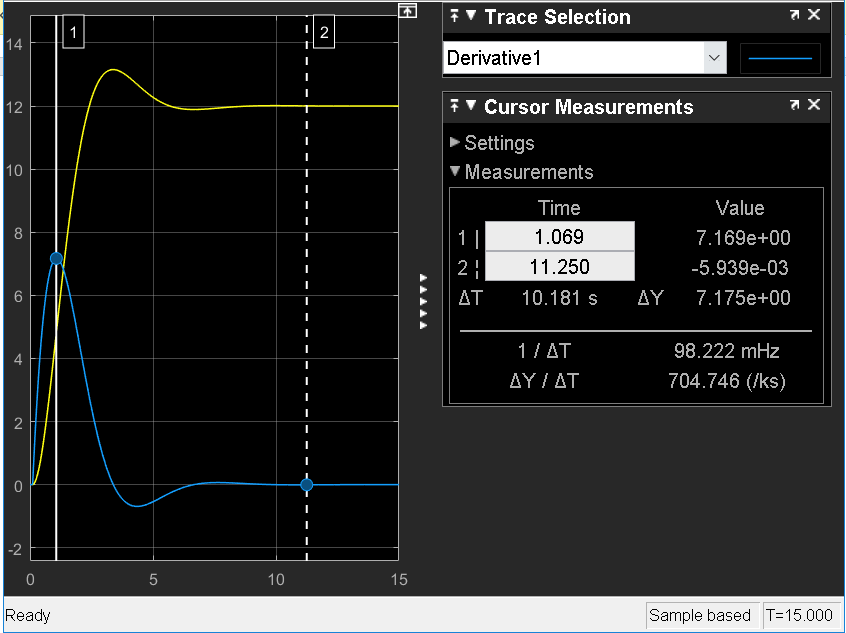 1
2
14
12
10
8
6
4
2
0
-2
0 5 10 15
Trace Selection
Derivative1
Cursor Measurements
Settings
Measurements
Time Value
1 | 1.069 7.169e+00
2 ¦ 11.250 -5.939e-03
ΔT 10.181 s ΔY 7.175e+00
1 / ΔT 98.222 mHz
ΔY / ΔT 704.746 (/ks)
Ready Sample based T=15.000